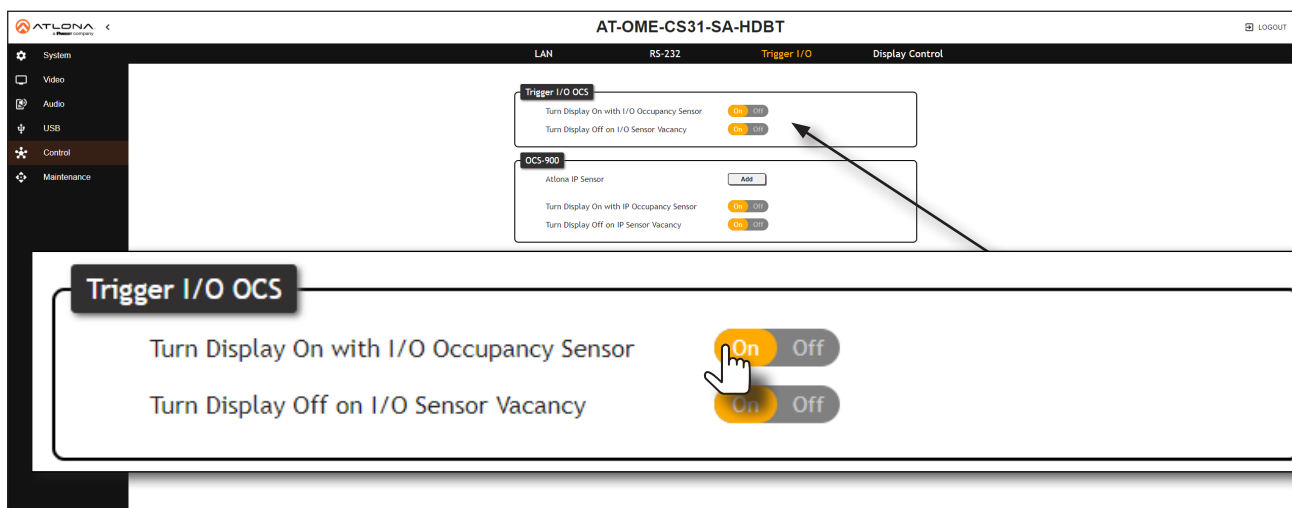 ATLONA
a Panduit company
<
AT-OME-CS31-SA-HDBT
LOGOUT
System
Video
Audio
USB
Control
Maintenance
LAN RS-232 Trigger I/O Display Control
Trigger I/O OCS
Turn Display On with I/O Occupancy Sensor On Off
Turn Display Off on I/O Sensor Vacancy On Off
OCS-900
Atlona IP Sensor Add
Turn Display On with IP Occupancy Sensor On Off
Turn Display Off on IP Sensor Vacancy On Off
Trigger I/O OCS
Turn Display On with I/O Occupancy Sensor On Off
Turn Display Off on I/O Sensor Vacancy On Off